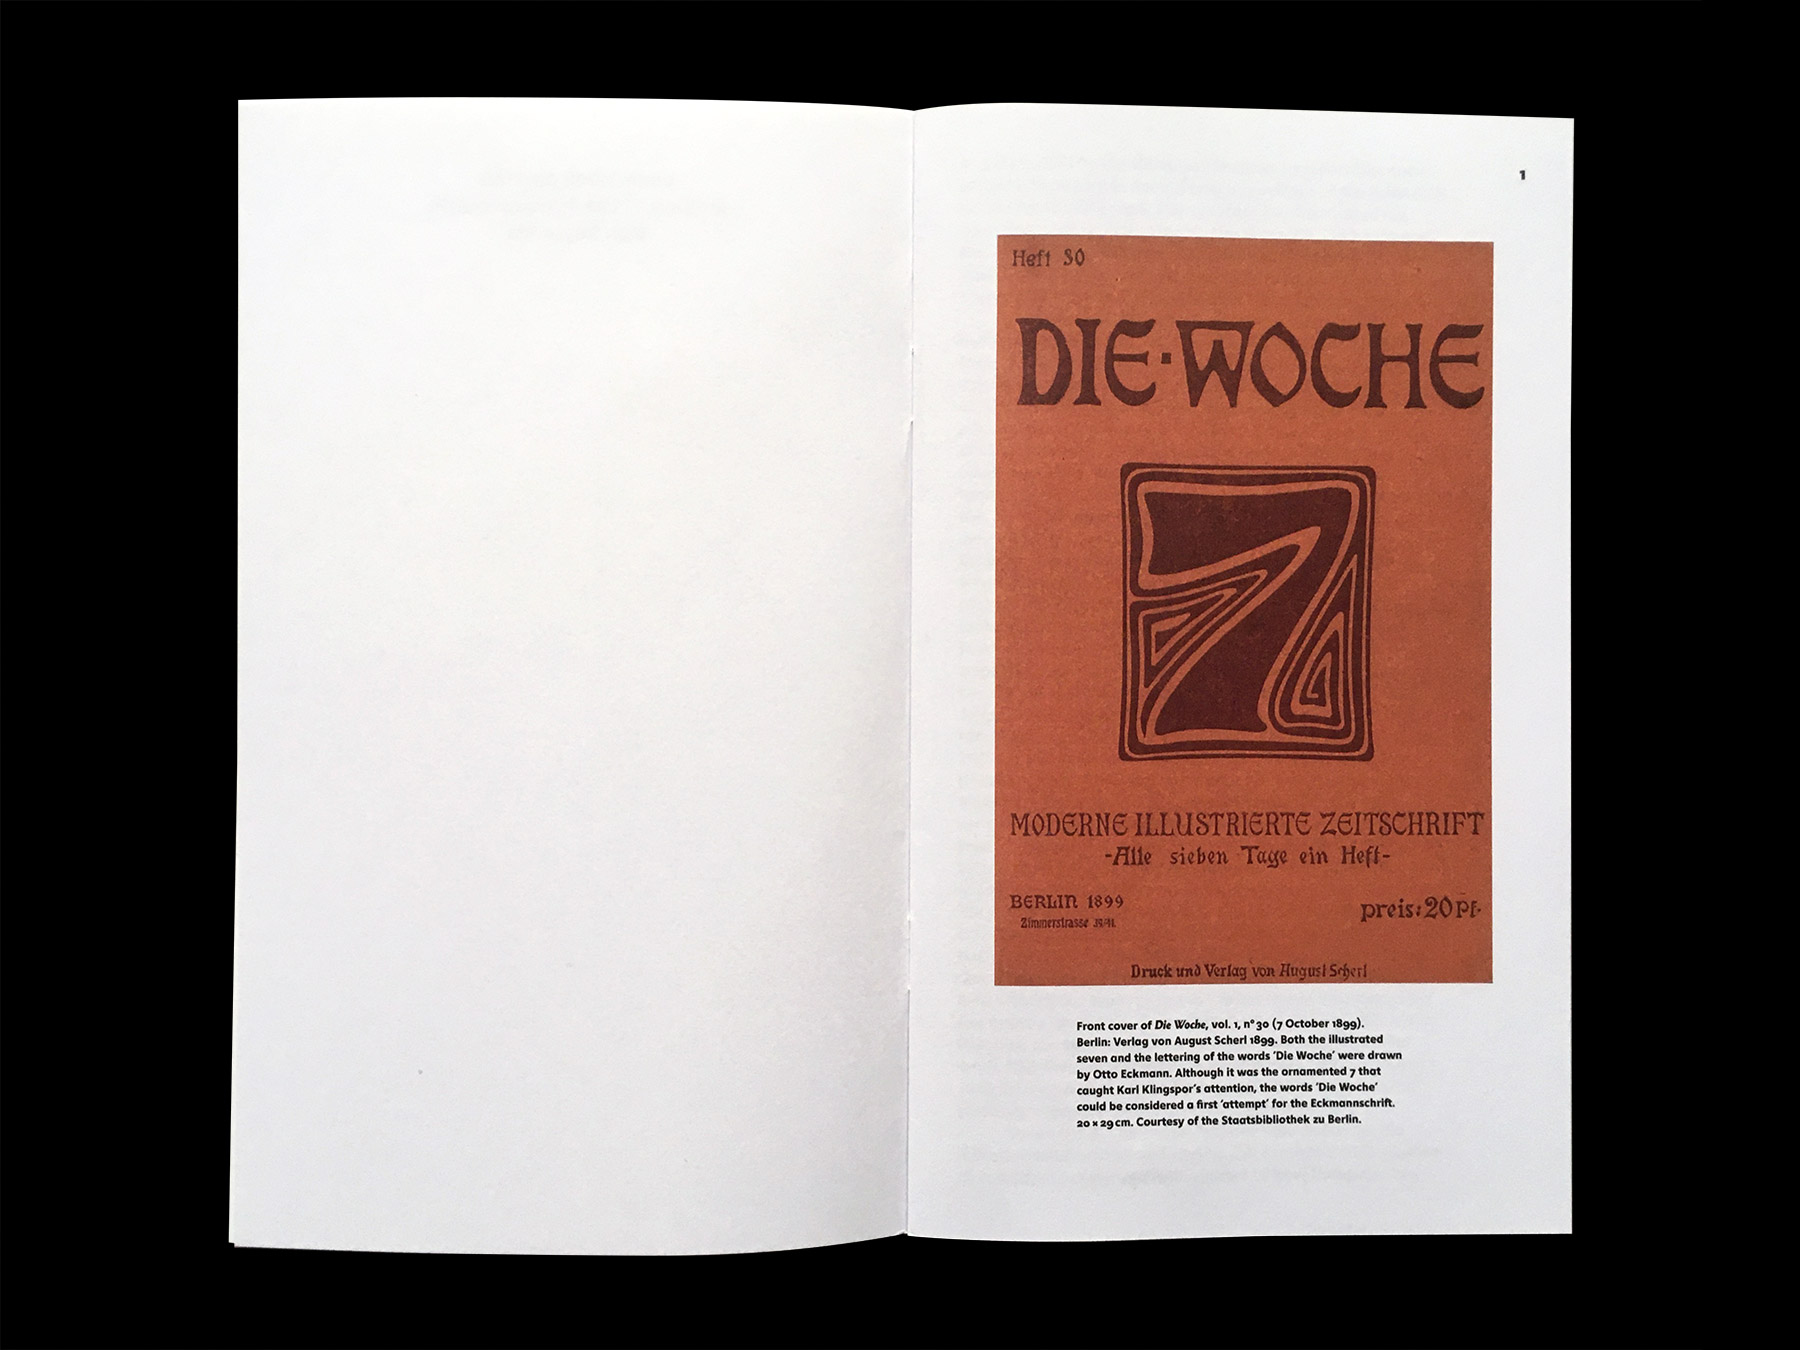 1
Heft 30
DIE·WOCHE
7
MODERNE ILLUSTRIERTE ZEITSCHRIFT
-Alle sieben Tage ein Heft-
BERLIN 1899
Zimmerstrasse
preis: 20 Pf.
Druck und Verlag von August Scherl
Front cover of Die Woche, vol. 1, n° 30 (7 October 1899).
Berlin: Verlag von August Scherl 1899. Both the illustrated
seven and the lettering of the words ‘Die Woche’ were drawn
by Otto Eckmann. Although it was the ornamented 7 that
caught Karl Klingspor’s attention, the words ‘Die Woche’
could be considered a first ‘attempt’ for the Eckmannschrift.
20 × 29 cm. Courtesy of the Staatsbibliothek zu Berlin.